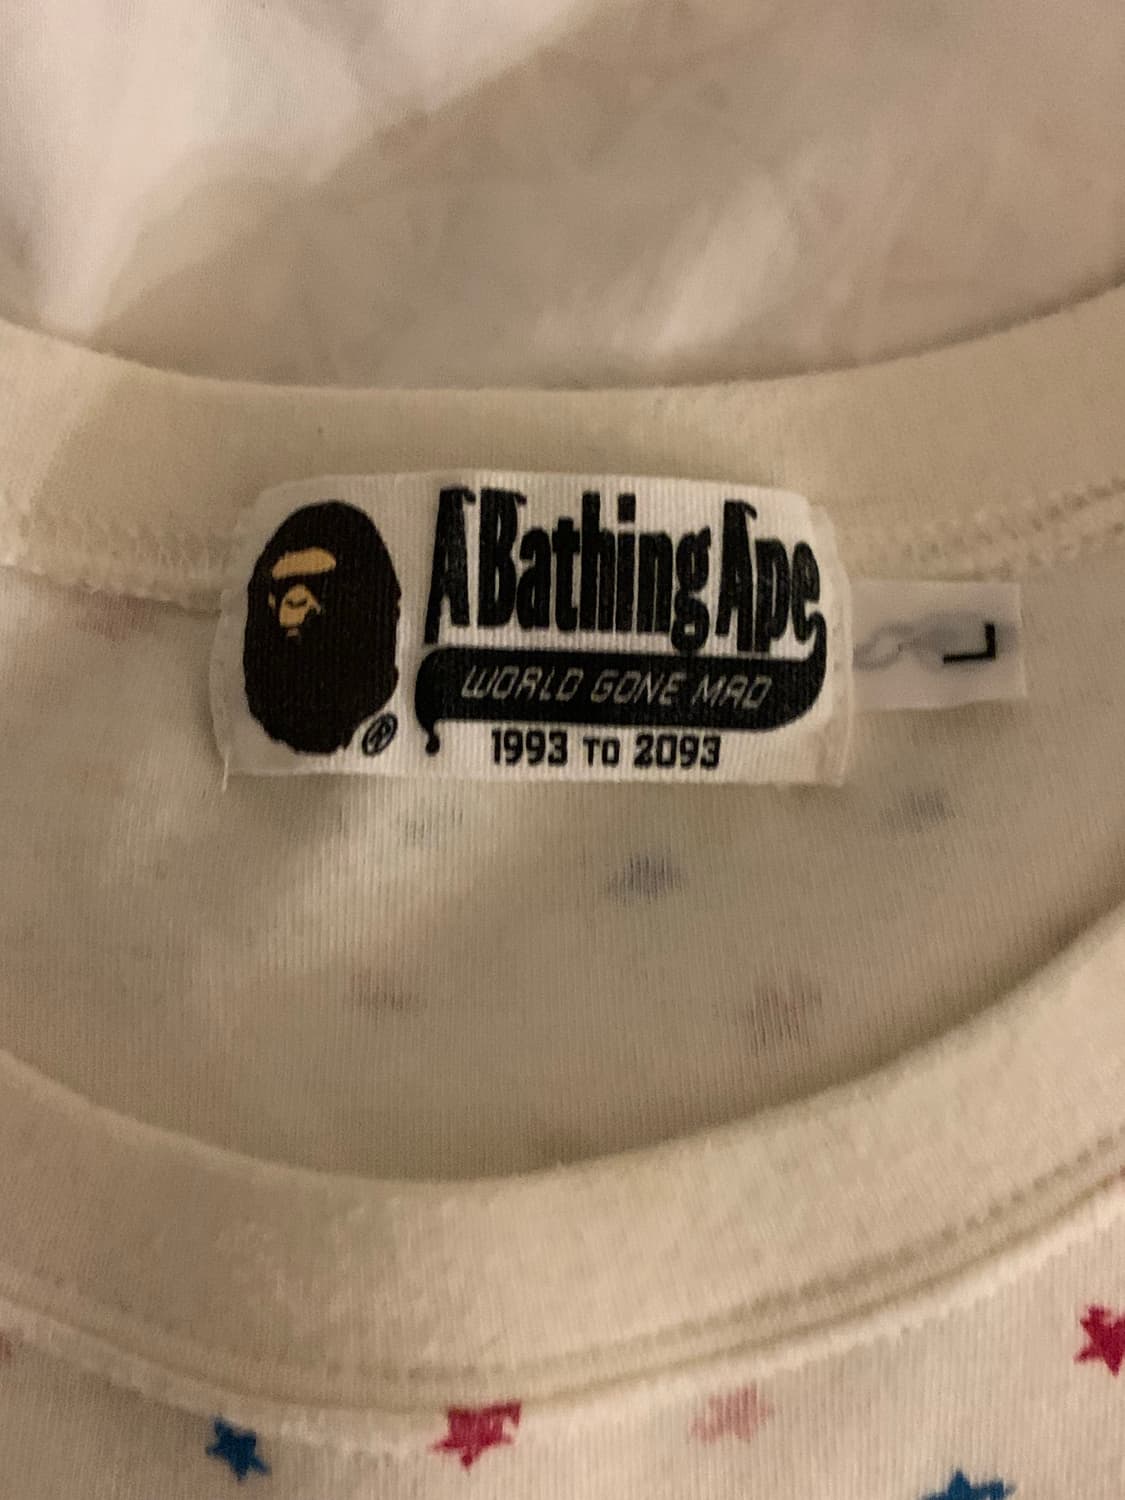 A Bathing Ape
WORLD GONE MAD
1993 TO 2093
®
L